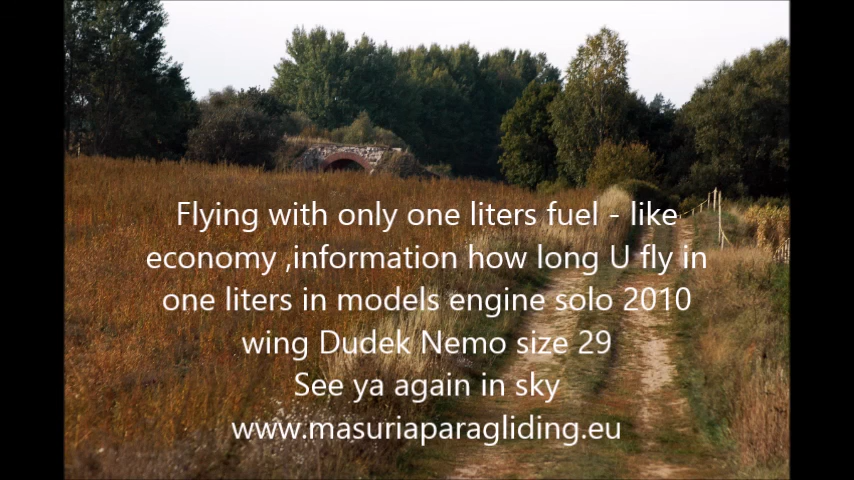 Flying with only one liters fuel - like
economy ,information how long U fly in
one liters in models engine solo 2010
wing Dudek Nemo size 29
See ya again in sky
www.masuriaparagliding.eu